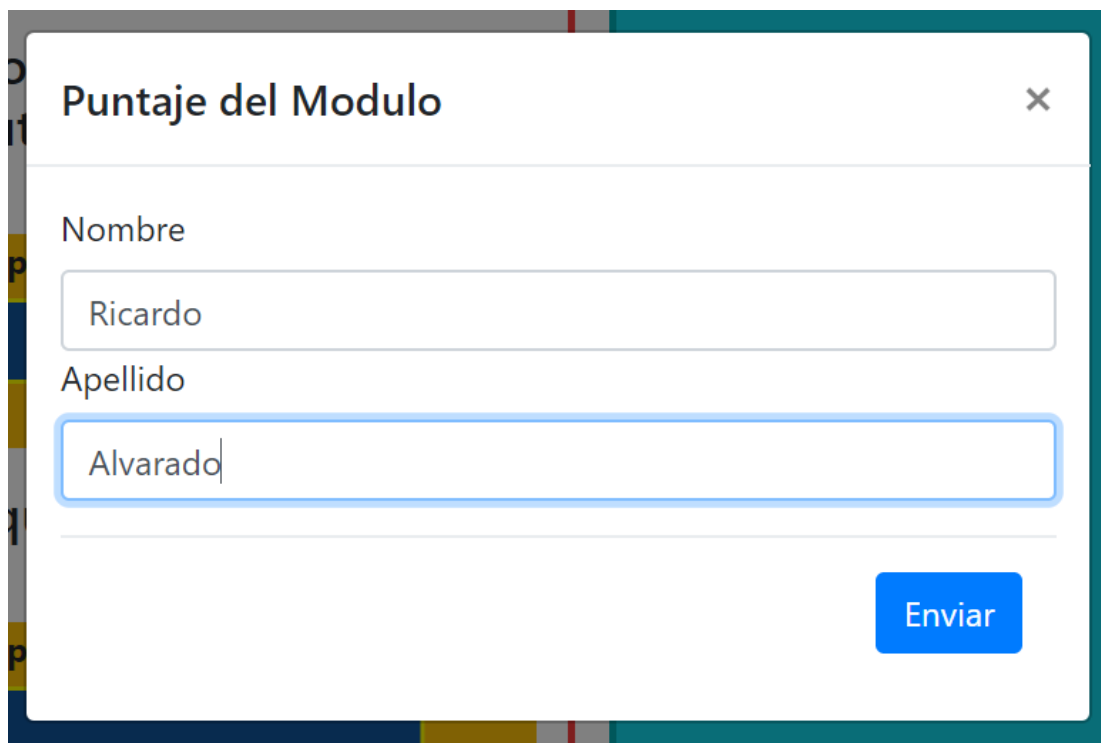 Puntaje del Modulo ×
Nombre
Ricardo
Apellido
Alvarado
Enviar